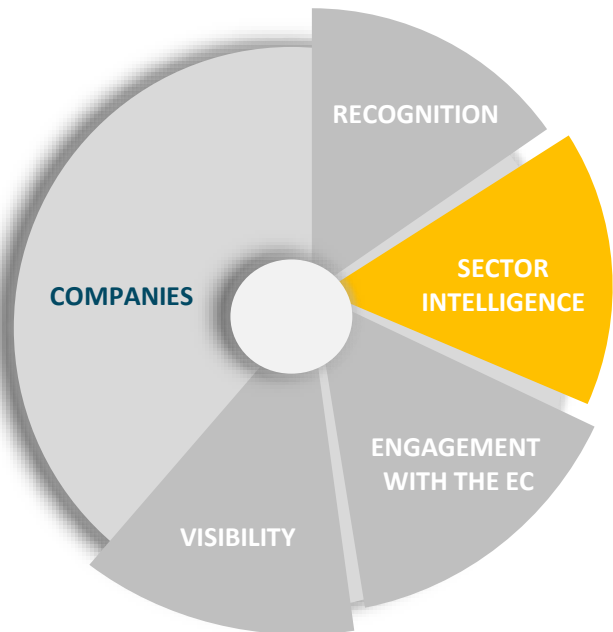 RECOGNITION
SECTOR
INTELLIGENCE
COMPANIES
ENGAGEMENT
WITH THE EC
VISIBILITY